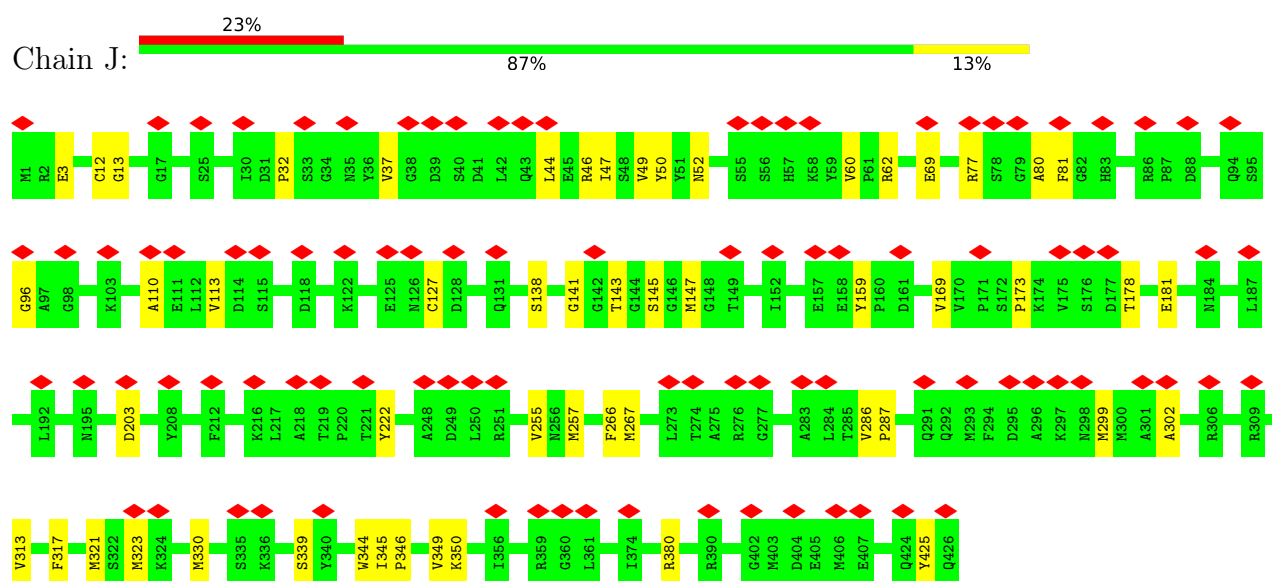 23%
Chain J:
87% 13%
M1 R2 E3 C12 G13 G17 S25 I30 D31 P32 S33 G34 N35 Y36 V37 G38 D39 S40 D41 L42 Q43 L44 E45 R46 I47 S48 V49 Y50 Y51 N52 S55 S56 H57 K58 Y59 V60 P61 R62 E69 R77 S78 G79 A80 F81 G82 H83 R86 P87 D88 Q94 S95
G96 A97 G98 K103 A110 E111 L112 V113 D114 S115 D118 K122 E125 N126 C127 D128 Q131 S138 G141 G142 T143 G144 S145 G146 M147 G148 T149 I152 E157 E158 Y159 P160 D161 V169 V170 P171 S172 P173 K174 V175 S176 D177 T178 E181 N184 L187
L192 N195 D203 Y208 F212 K216 L217 A218 T219 P220 T221 Y222 A248 D249 L250 R251 V255 N256 M257 F266 M267 L273 T274 A275 R276 G277 A283 L284 T285 V286 P287 Q291 Q292 M293 F294 D295 A296 K297 N298 M299 M300 A301 A302 R306 R309
V313 F317 M321 S322 M323 K324 M330 S335 K336 S339 Y340 W344 I345 P346 V349 K350 I356 R359 G360 L361 I374 R380 R390 G402 M403 D404 E405 M406 E407 Q424 Y425 Q426